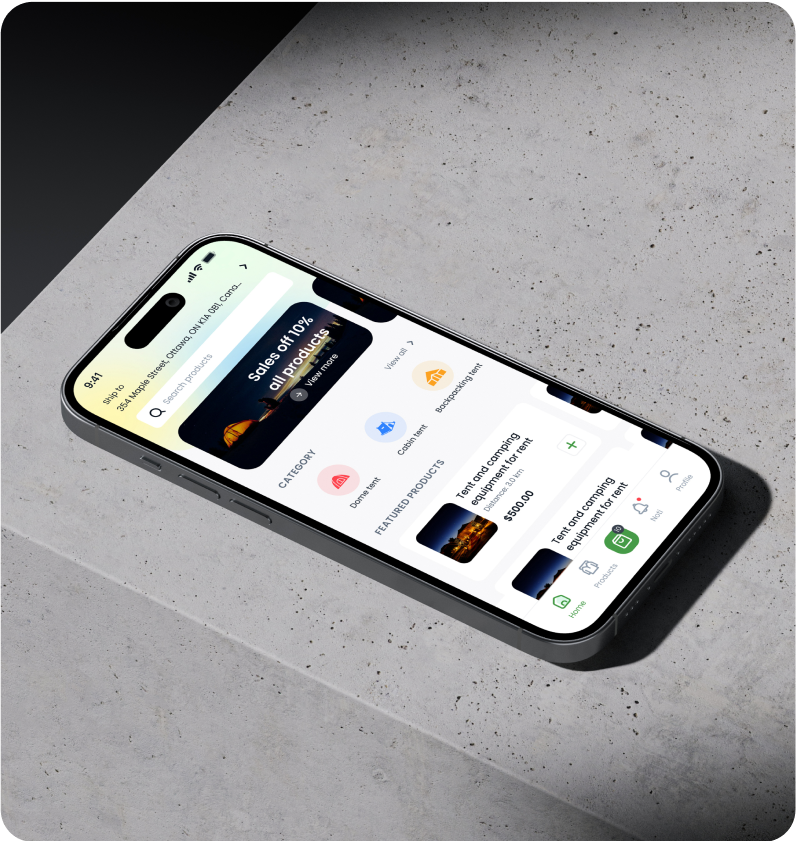 9:41
Ship to
354 Maple Street, Ottawa, ON K1A 0B1, Cana...
Search products
Sales off 10%
all products
View more
CATEGORY
View all
Dome tent
Cabin tent
Backpacking tent
FEATURED PRODUCTS
Tent and camping
equipment for rent
Distance: 3.0 km
$500.00
Tent and camping
equipment for rent
Home
Products
10
Noti
Profile